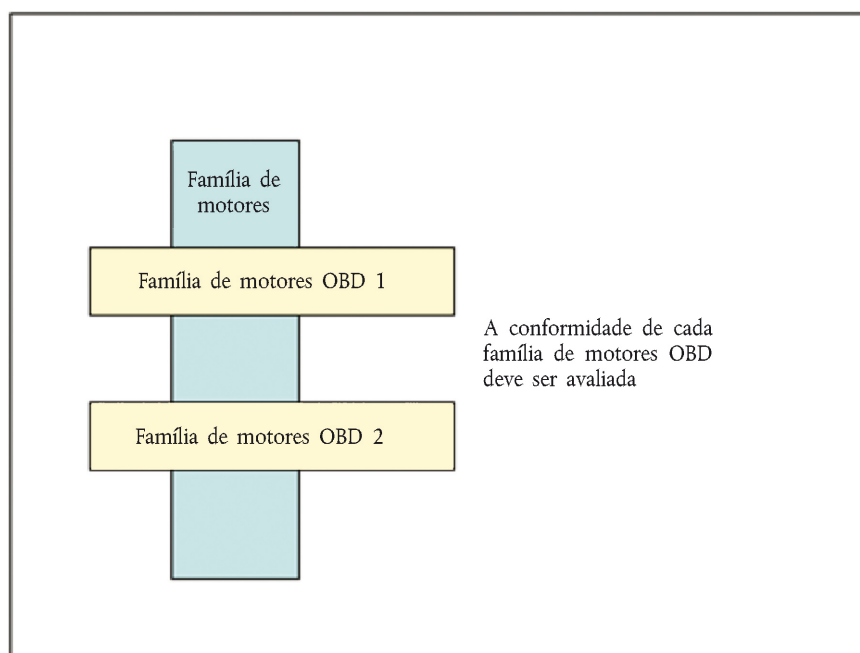 Família de
motores
Família de motores OBD 1
A conformidade de cada
família de motores OBD
deve ser avaliada
Família de motores OBD 2